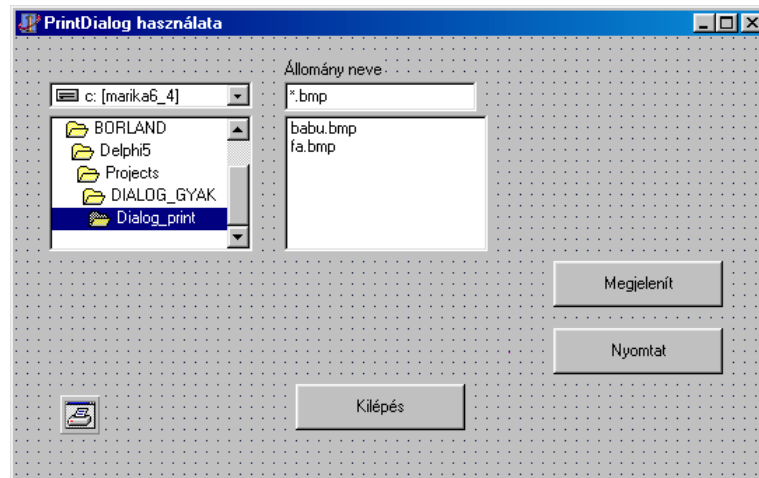 PrintDialog használata
Állomány neve
c: [marika6_4]
*.bmp
BORLAND
Delphi5
Projects
DIALOG_GYAK
Dialog_print
babu.bmp
fa.bmp
Megjelenít
Nyomtat
Kilépés